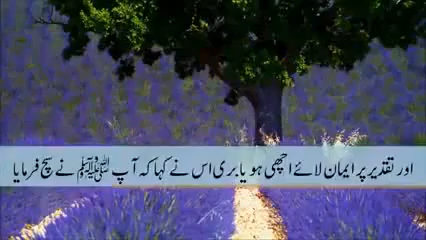 اور تقدیر پر ایمان لائے اچھی ہو یا بری اس نے کہا کہ آپ ﷺ نے سچ فرمایا